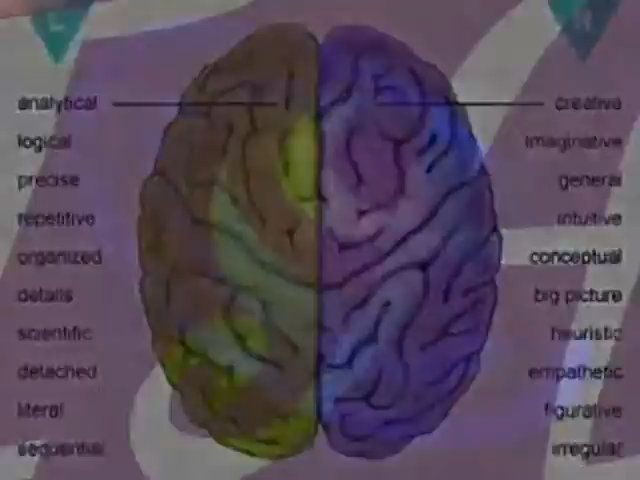 L R
analytical creative
logical imaginative
precise general
repetitive intuitive
organized conceptual
details big picture
scientific heuristic
detached empathetic
literal figurative
sequential irregular